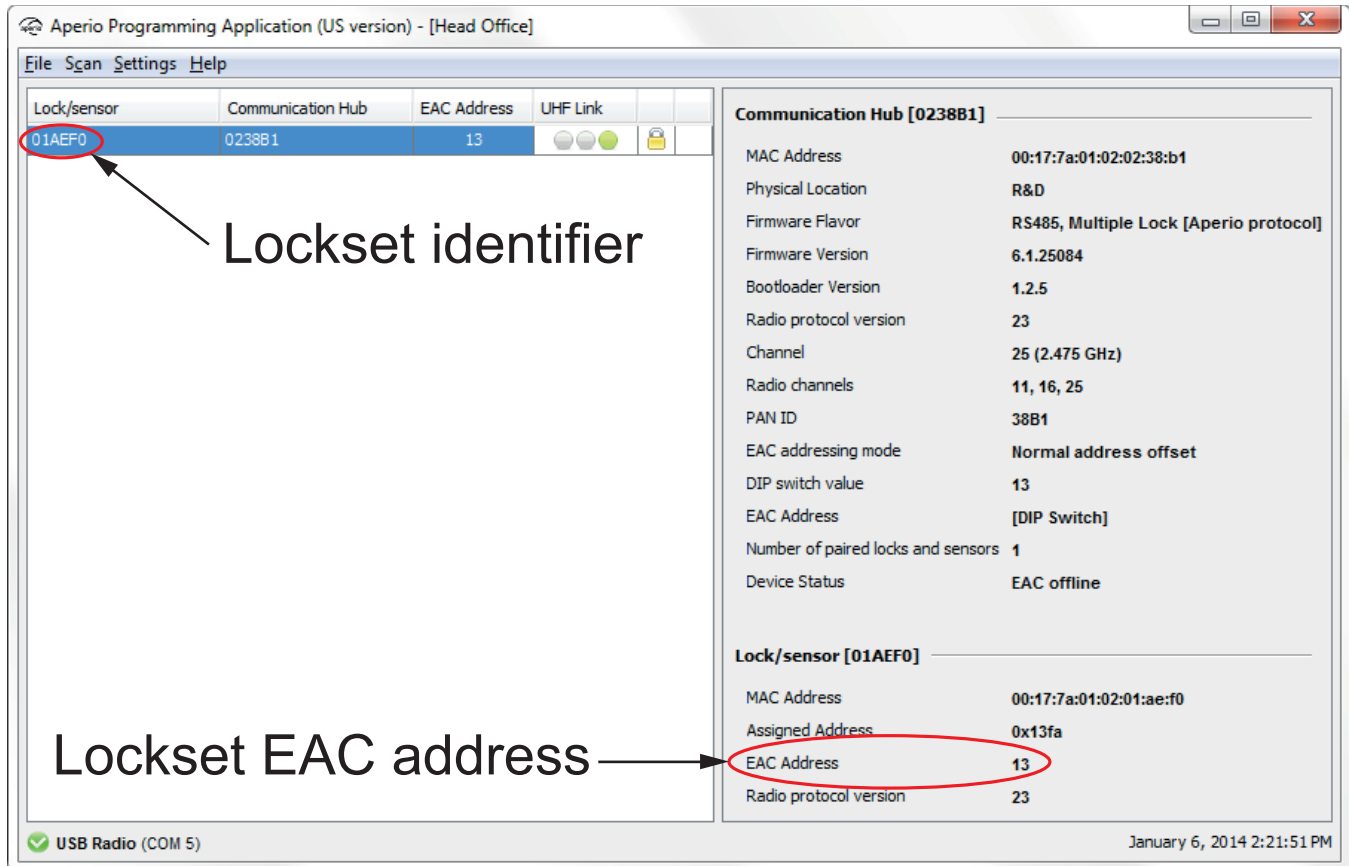 Aperio Programming Application (US version) - [Head Office]
File Scan Settings Help
Lock/sensor Communication Hub EAC Address UHF Link
01AEF0 0238B1 13
Lockset identifier
Communication Hub [0238B1]
MAC Address 00:17:7a:01:02:02:38:b1
Physical Location R&D
Firmware Flavor RS485, Multiple Lock [Aperio protocol]
Firmware Version 6.1.25084
Bootloader Version 1.2.5
Radio protocol version 23
Channel 25 (2.475 GHz)
Radio channels 11, 16, 25
PAN ID 38B1
EAC addressing mode Normal address offset
DIP switch value 13
EAC Address [DIP Switch]
Number of paired locks and sensors 1
Device Status EAC offline
Lock/sensor [01AEF0]
MAC Address 00:17:7a:01:02:01:ae:f0
Assigned Address 0x13fa
Lockset EAC address
EAC Address 13
Radio protocol version 23
USB Radio (COM 5)
January 6, 2014 2:21:51 PM